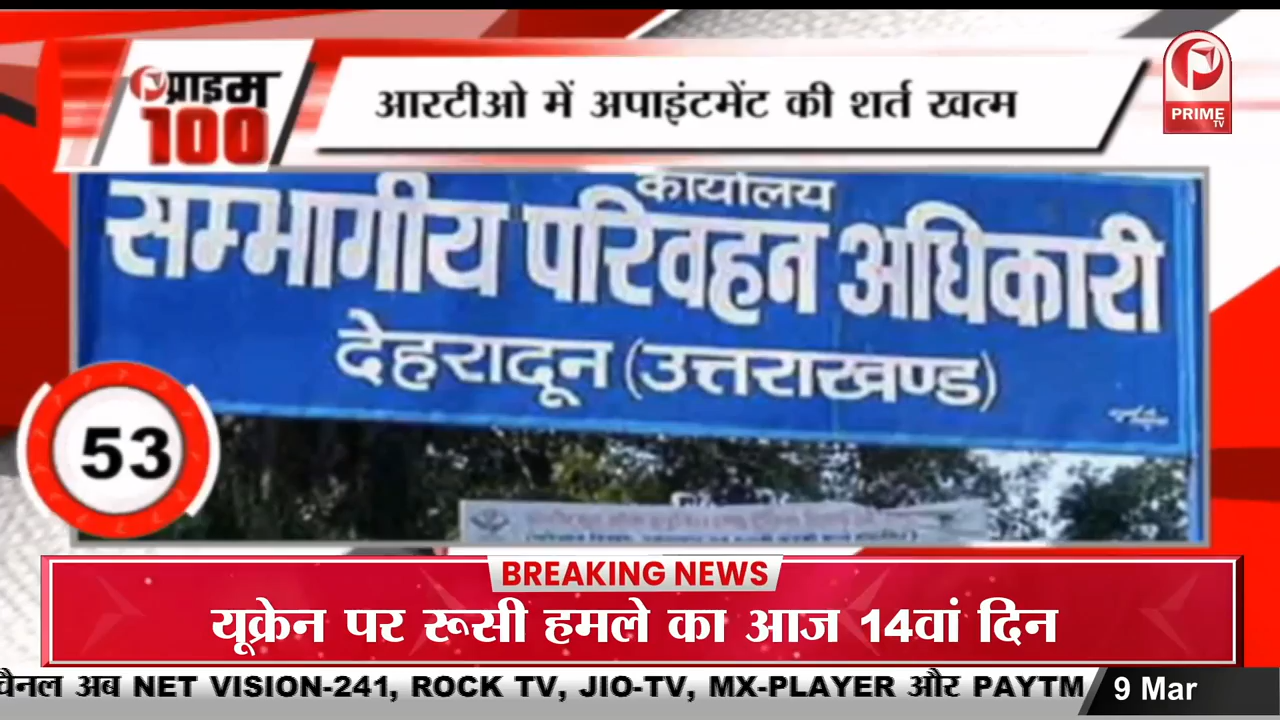 प्राइम
100
आरटीओ में अपाइंटमेंट की शर्त खत्म
PRIME
TV
कार्यालय
सम्भागीय परिवहन अधिकारी
देहरादून (उत्तराखण्ड)
53
BREAKING NEWS
यूक्रेन पर रूसी हमले का आज 14वां दिन
चैनल अब NET VISION-241, ROCK TV, JIO-TV, MX-PLAYER और PAYTM
9 Mar